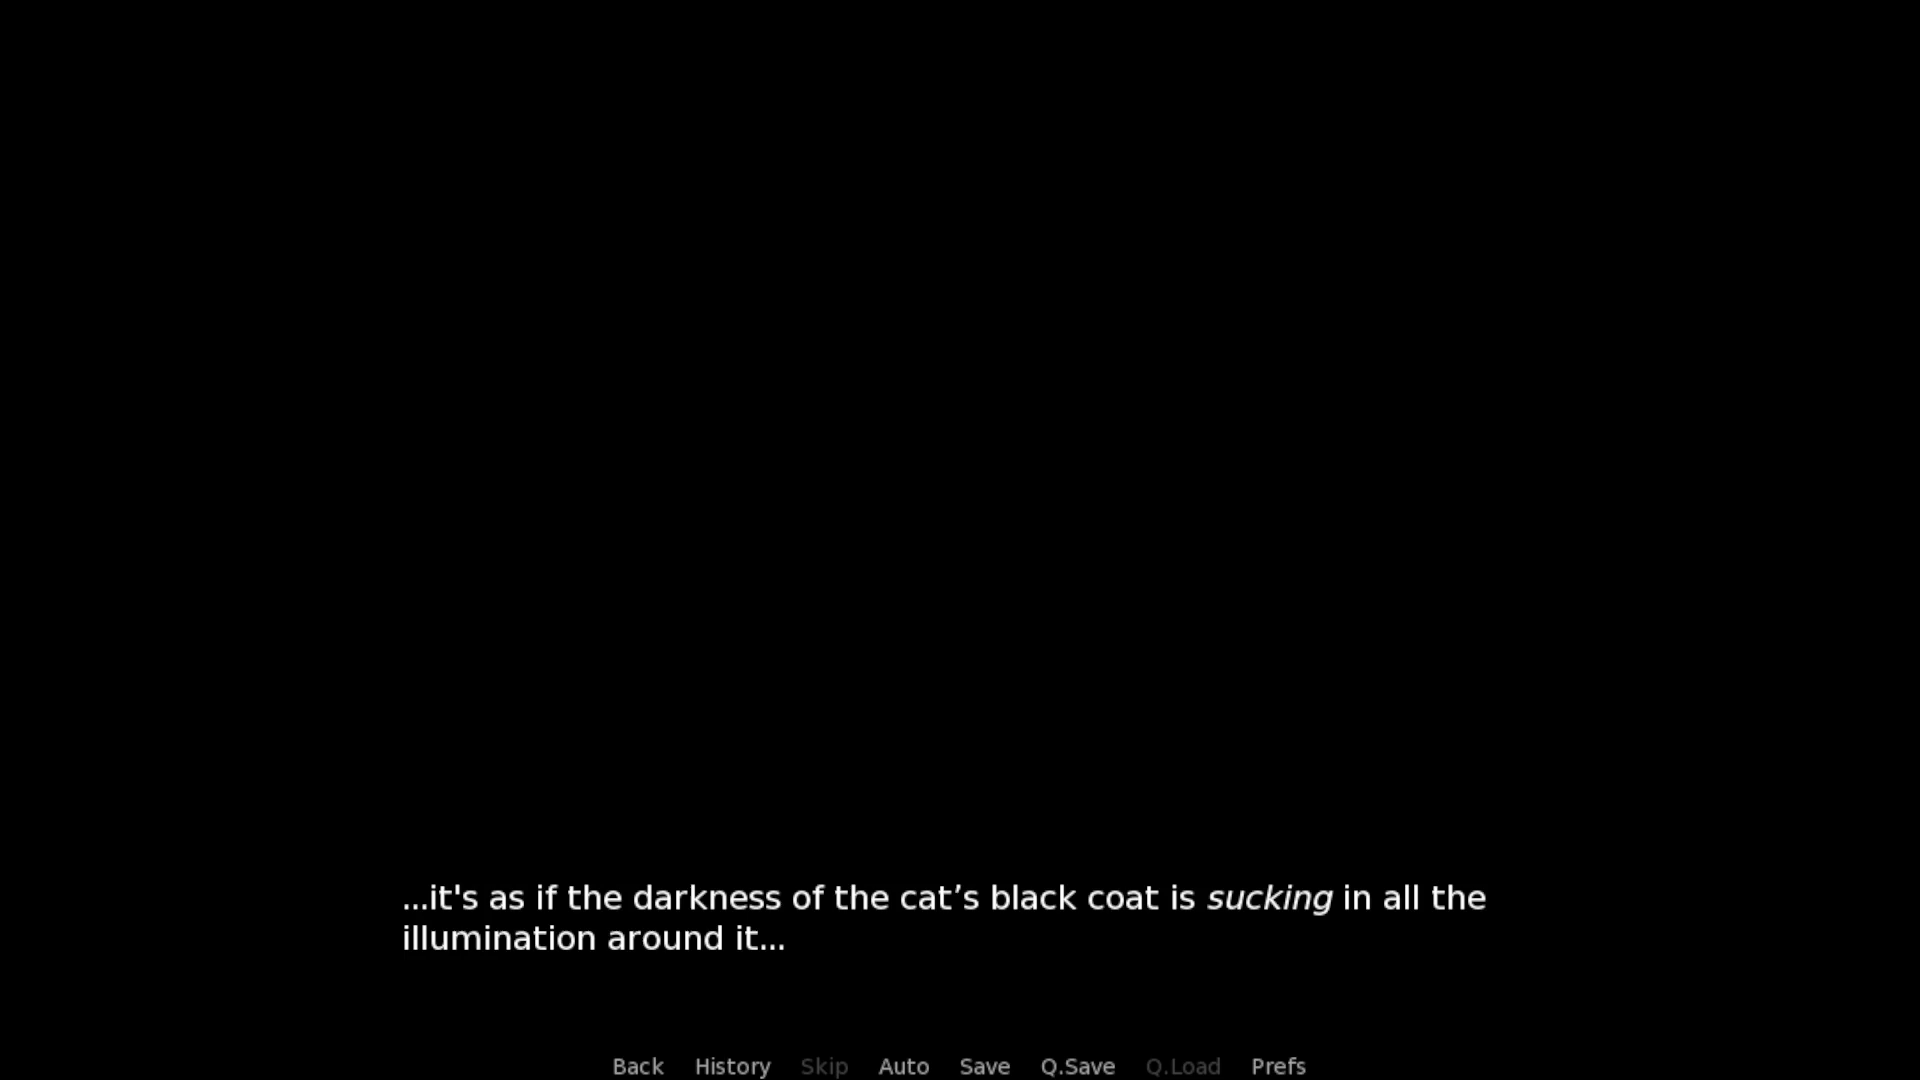 ...it's as if the darkness of the cat’s black coat is sucking in all the
illumination around it...
Back History Skip Auto Save Q.Save Q.Load Prefs